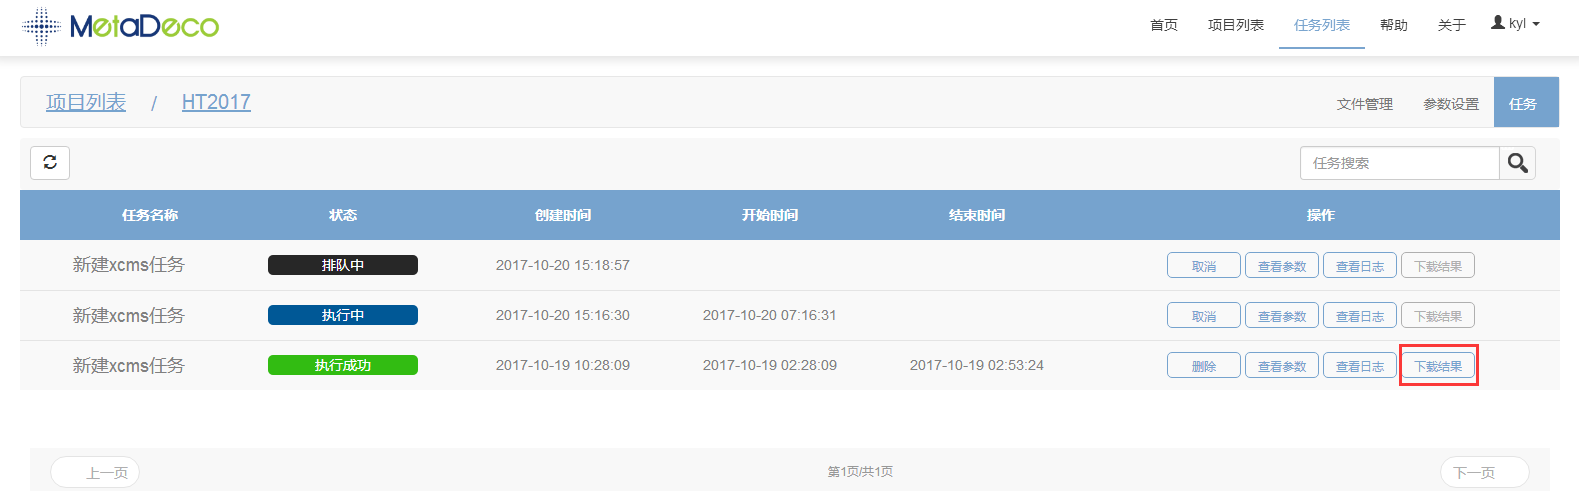 MetaDeco 首页 项目列表 任务列表 帮助 关于 kyl
项目列表 / HT2017 文件管理 参数设置 任务
任务搜索
任务名称 状态 创建时间 开始时间 结束时间 操作
新建xcms任务 排队中 2017-10-20 15:18:57 取消 查看参数 查看日志 下载结果
新建xcms任务 执行中 2017-10-20 15:16:30 2017-10-20 07:16:31 取消 查看参数 查看日志 下载结果
新建xcms任务 执行成功 2017-10-19 10:28:09 2017-10-19 02:28:09 2017-10-19 02:53:24 删除 查看参数 查看日志 下载结果
上一页 第1页/共1页 下一页